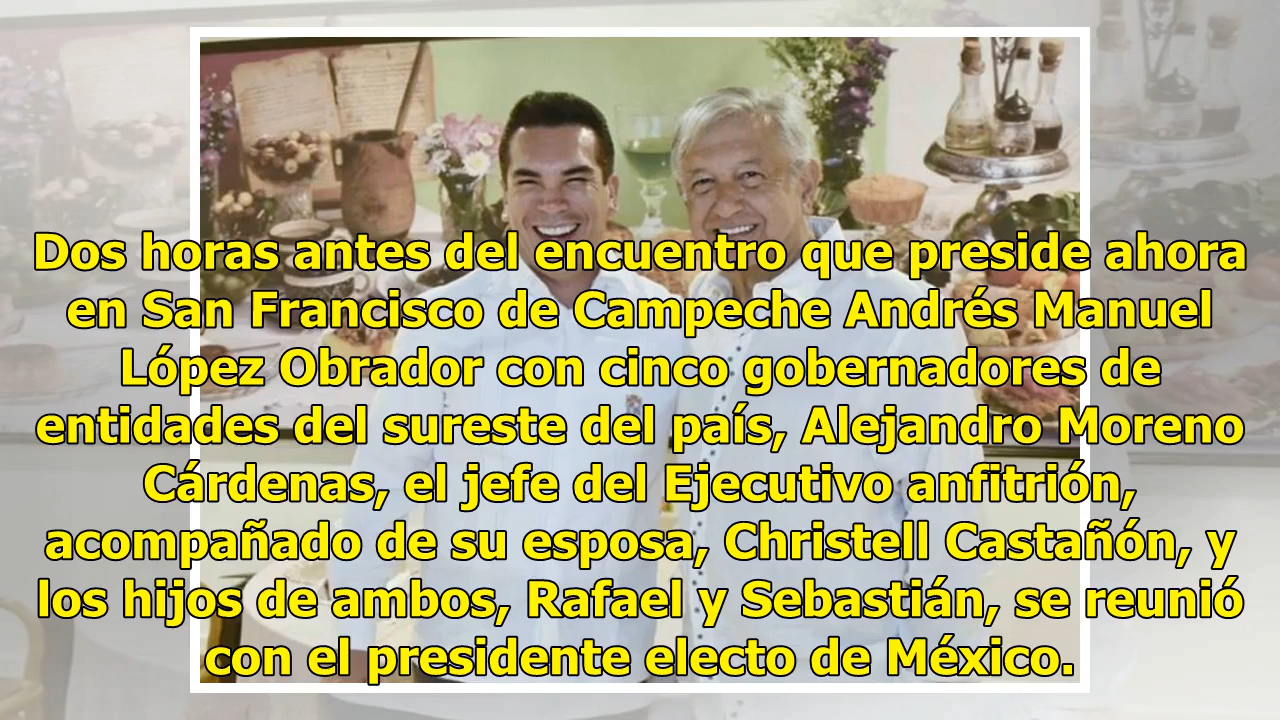 Dos horas antes del encuentro que preside ahora
en San Francisco de Campeche Andrés Manuel
López Obrador con cinco gobernadores de
entidades del sureste del país, Alejandro Moreno
Cárdenas, el jefe del Ejecutivo anfitrión,
acompañado de su esposa, Christell Castañón, y
los hijos de ambos, Rafael y Sebastián, se reunió
con el presidente electo de México.